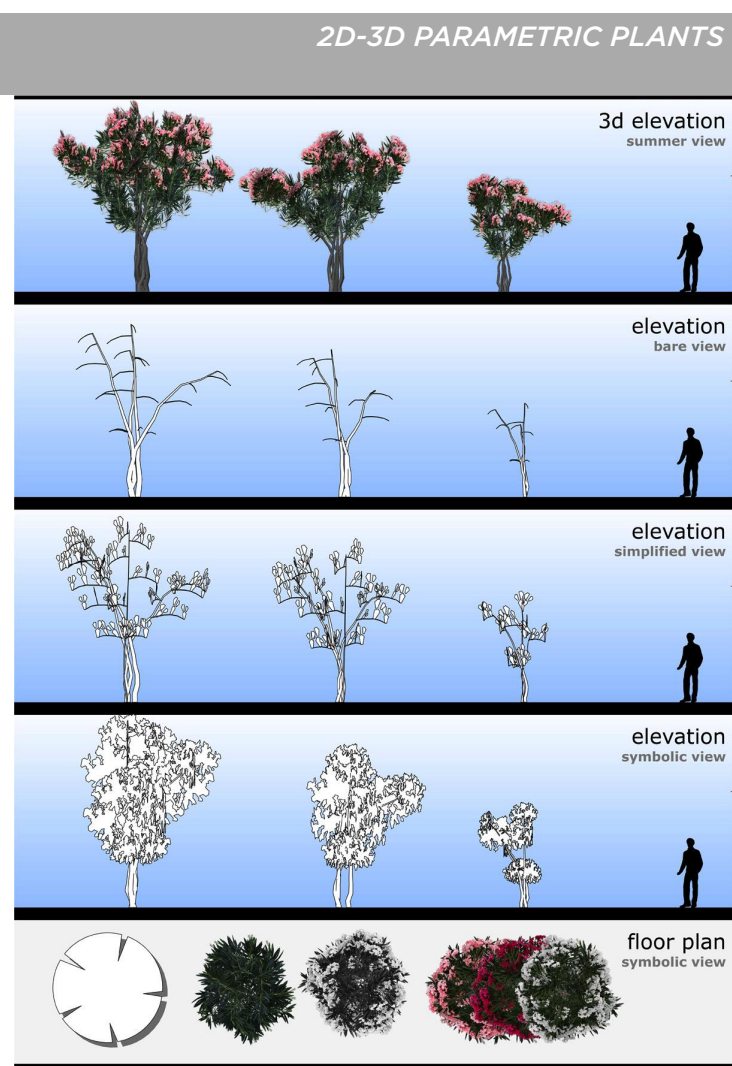 2D-3D PARAMETRIC PLANTS
3d elevation
summer view
elevation
bare view
elevation
simplified view
elevation
symbolic view
floor plan
symbolic view